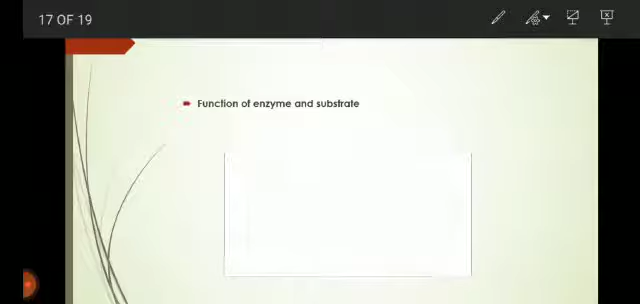 17 OF 19
Function of enzyme and substrate